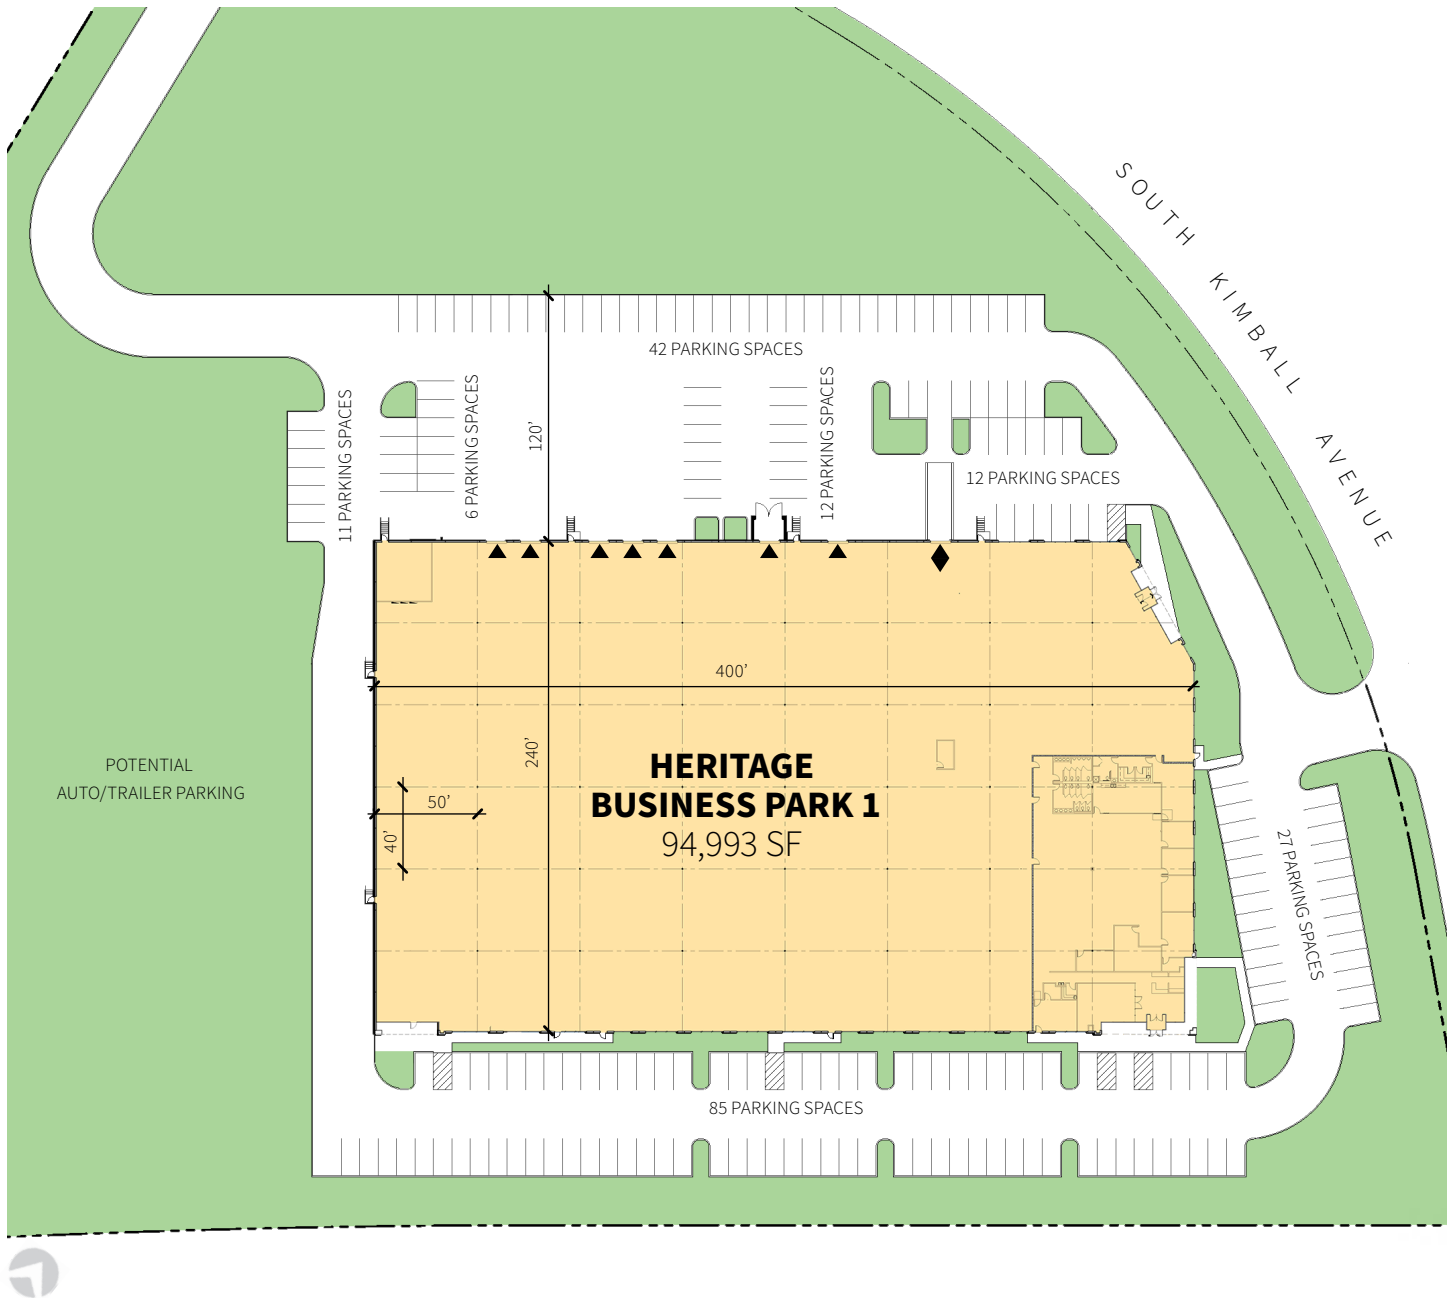 SOUTH KIMBALL AVENUE
42 PARKING SPACES
11 PARKING SPACES
6 PARKING SPACES
120’
12 PARKING SPACES
12 PARKING SPACES
400’
240’
HERITAGE
BUSINESS PARK 1
94,993 SF
POTENTIAL
AUTO/TRAILER PARKING
50’
40’
27 PARKING SPACES
85 PARKING SPACES